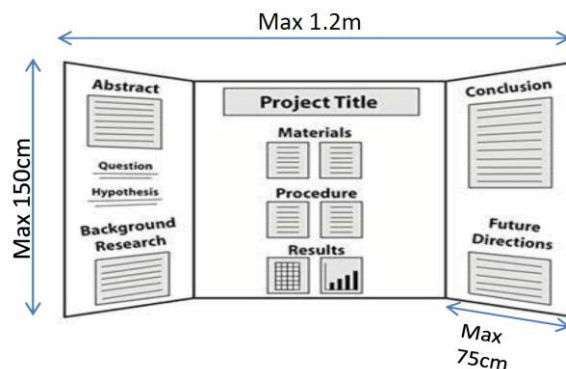 Max 1.2m
Max 150cm
Abstract
Question
Hypothesis
Background
Research
Project Title
Materials
Procedure
Results
Conclusion
Future
Directions
Max
75cm